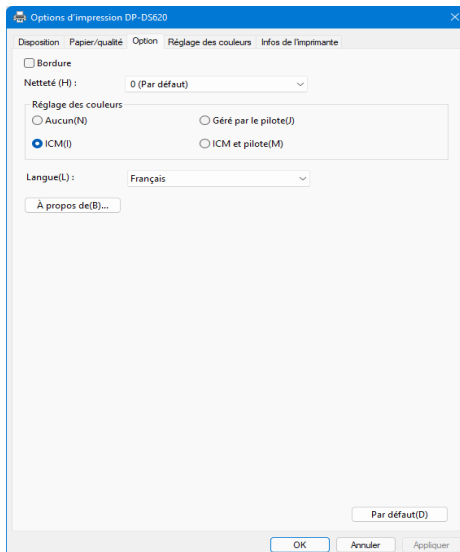 Options d'impression DP-DS620
Disposition Papier/qualité Option Réglage des couleurs Infos de l'imprimante
Bordure
Netteté (H) : 0 (Par défaut)
Réglage des couleurs
Aucun(N) Géré par le pilote(J)
ICM(I) ICM et pilote(M)
Langue(L) : Français
À propos de(B)...
Par défaut(D)
OK Annuler Appliquer